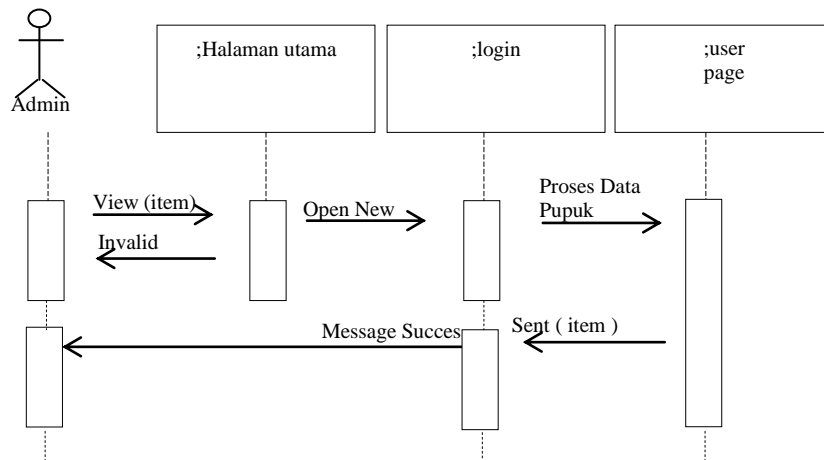 ;Halaman utama
;login
;user
page
Admin
View (item)
Open New
Proses Data
Pupuk
Invalid
Message Succes
Sent ( item )